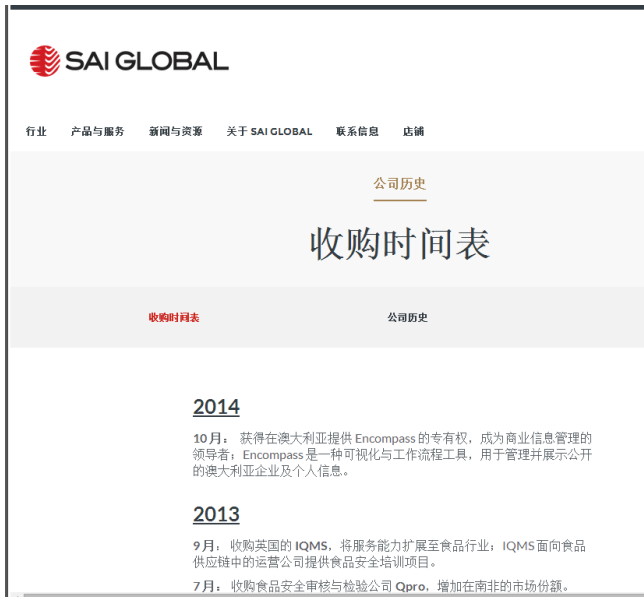 SAI GLOBAL
行业 产品与服务 新闻与资源 关于 SAI GLOBAL 联系信息 店铺
公司历史
收购时间表
收购时间表 公司历史
2014
10 月： 获得在澳大利亚提供 Encompass 的专有权，成为商业信息管理的
领导者；Encompass 是一种可视化与工作流程工具，用于管理并展示公开
的澳大利亚企业及个人信息。
2013
9 月： 收购英国的 IQMS，将服务能力扩展至食品行业；IQMS 面向食品
供应链中的运营公司提供食品安全培训项目。
7 月： 收购食品安全审核与检验公司 Qpro，增加在南非的市场份额。